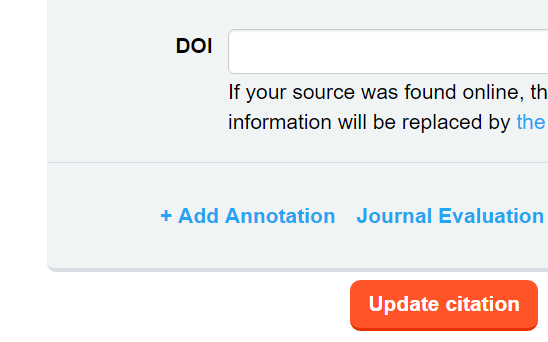 DOI
If your source was found online, th
information will be replaced by the
+ Add Annotation Journal Evaluation
Update citation